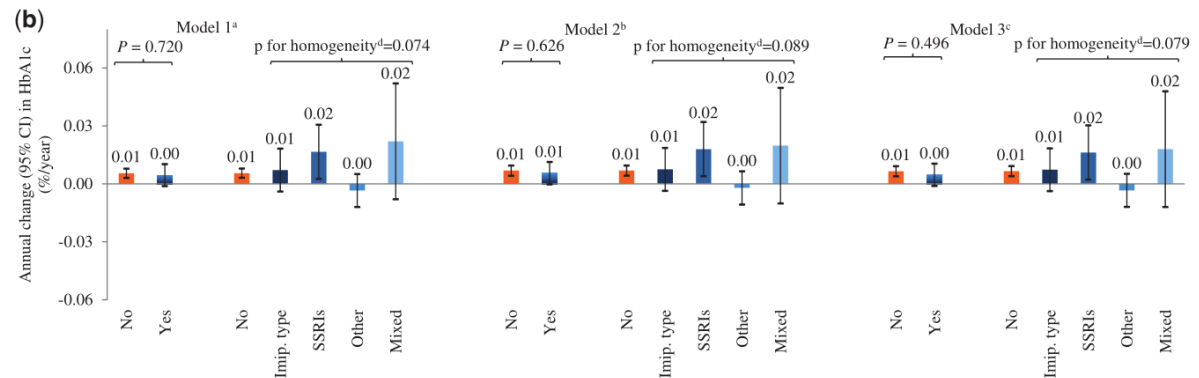 (b)
Model 1ᵃ
Model 2ᵇ
Model 3ᶜ
P = 0.720
p for homogeneityᵈ=0.074
P = 0.626
p for homogeneityᵈ=0.089
P = 0.496
p for homogeneityᵈ=0.079
Annual change (95% CI) in HbA1c
(%/year)
0.06
0.03
0.00
-0.03
-0.06
0.01
0.00
0.01
0.01
0.02
0.00
0.02
0.01
0.01
0.01
0.01
0.02
0.00
0.02
0.01
0.00
0.01
0.01
0.02
0.00
0.02
No
Yes
No
Imip. type
SSRIs
Other
Mixed
No
Yes
No
Imip. type
SSRIs
Other
Mixed
No
Yes
No
Imip. type
SSRIs
Other
Mixed